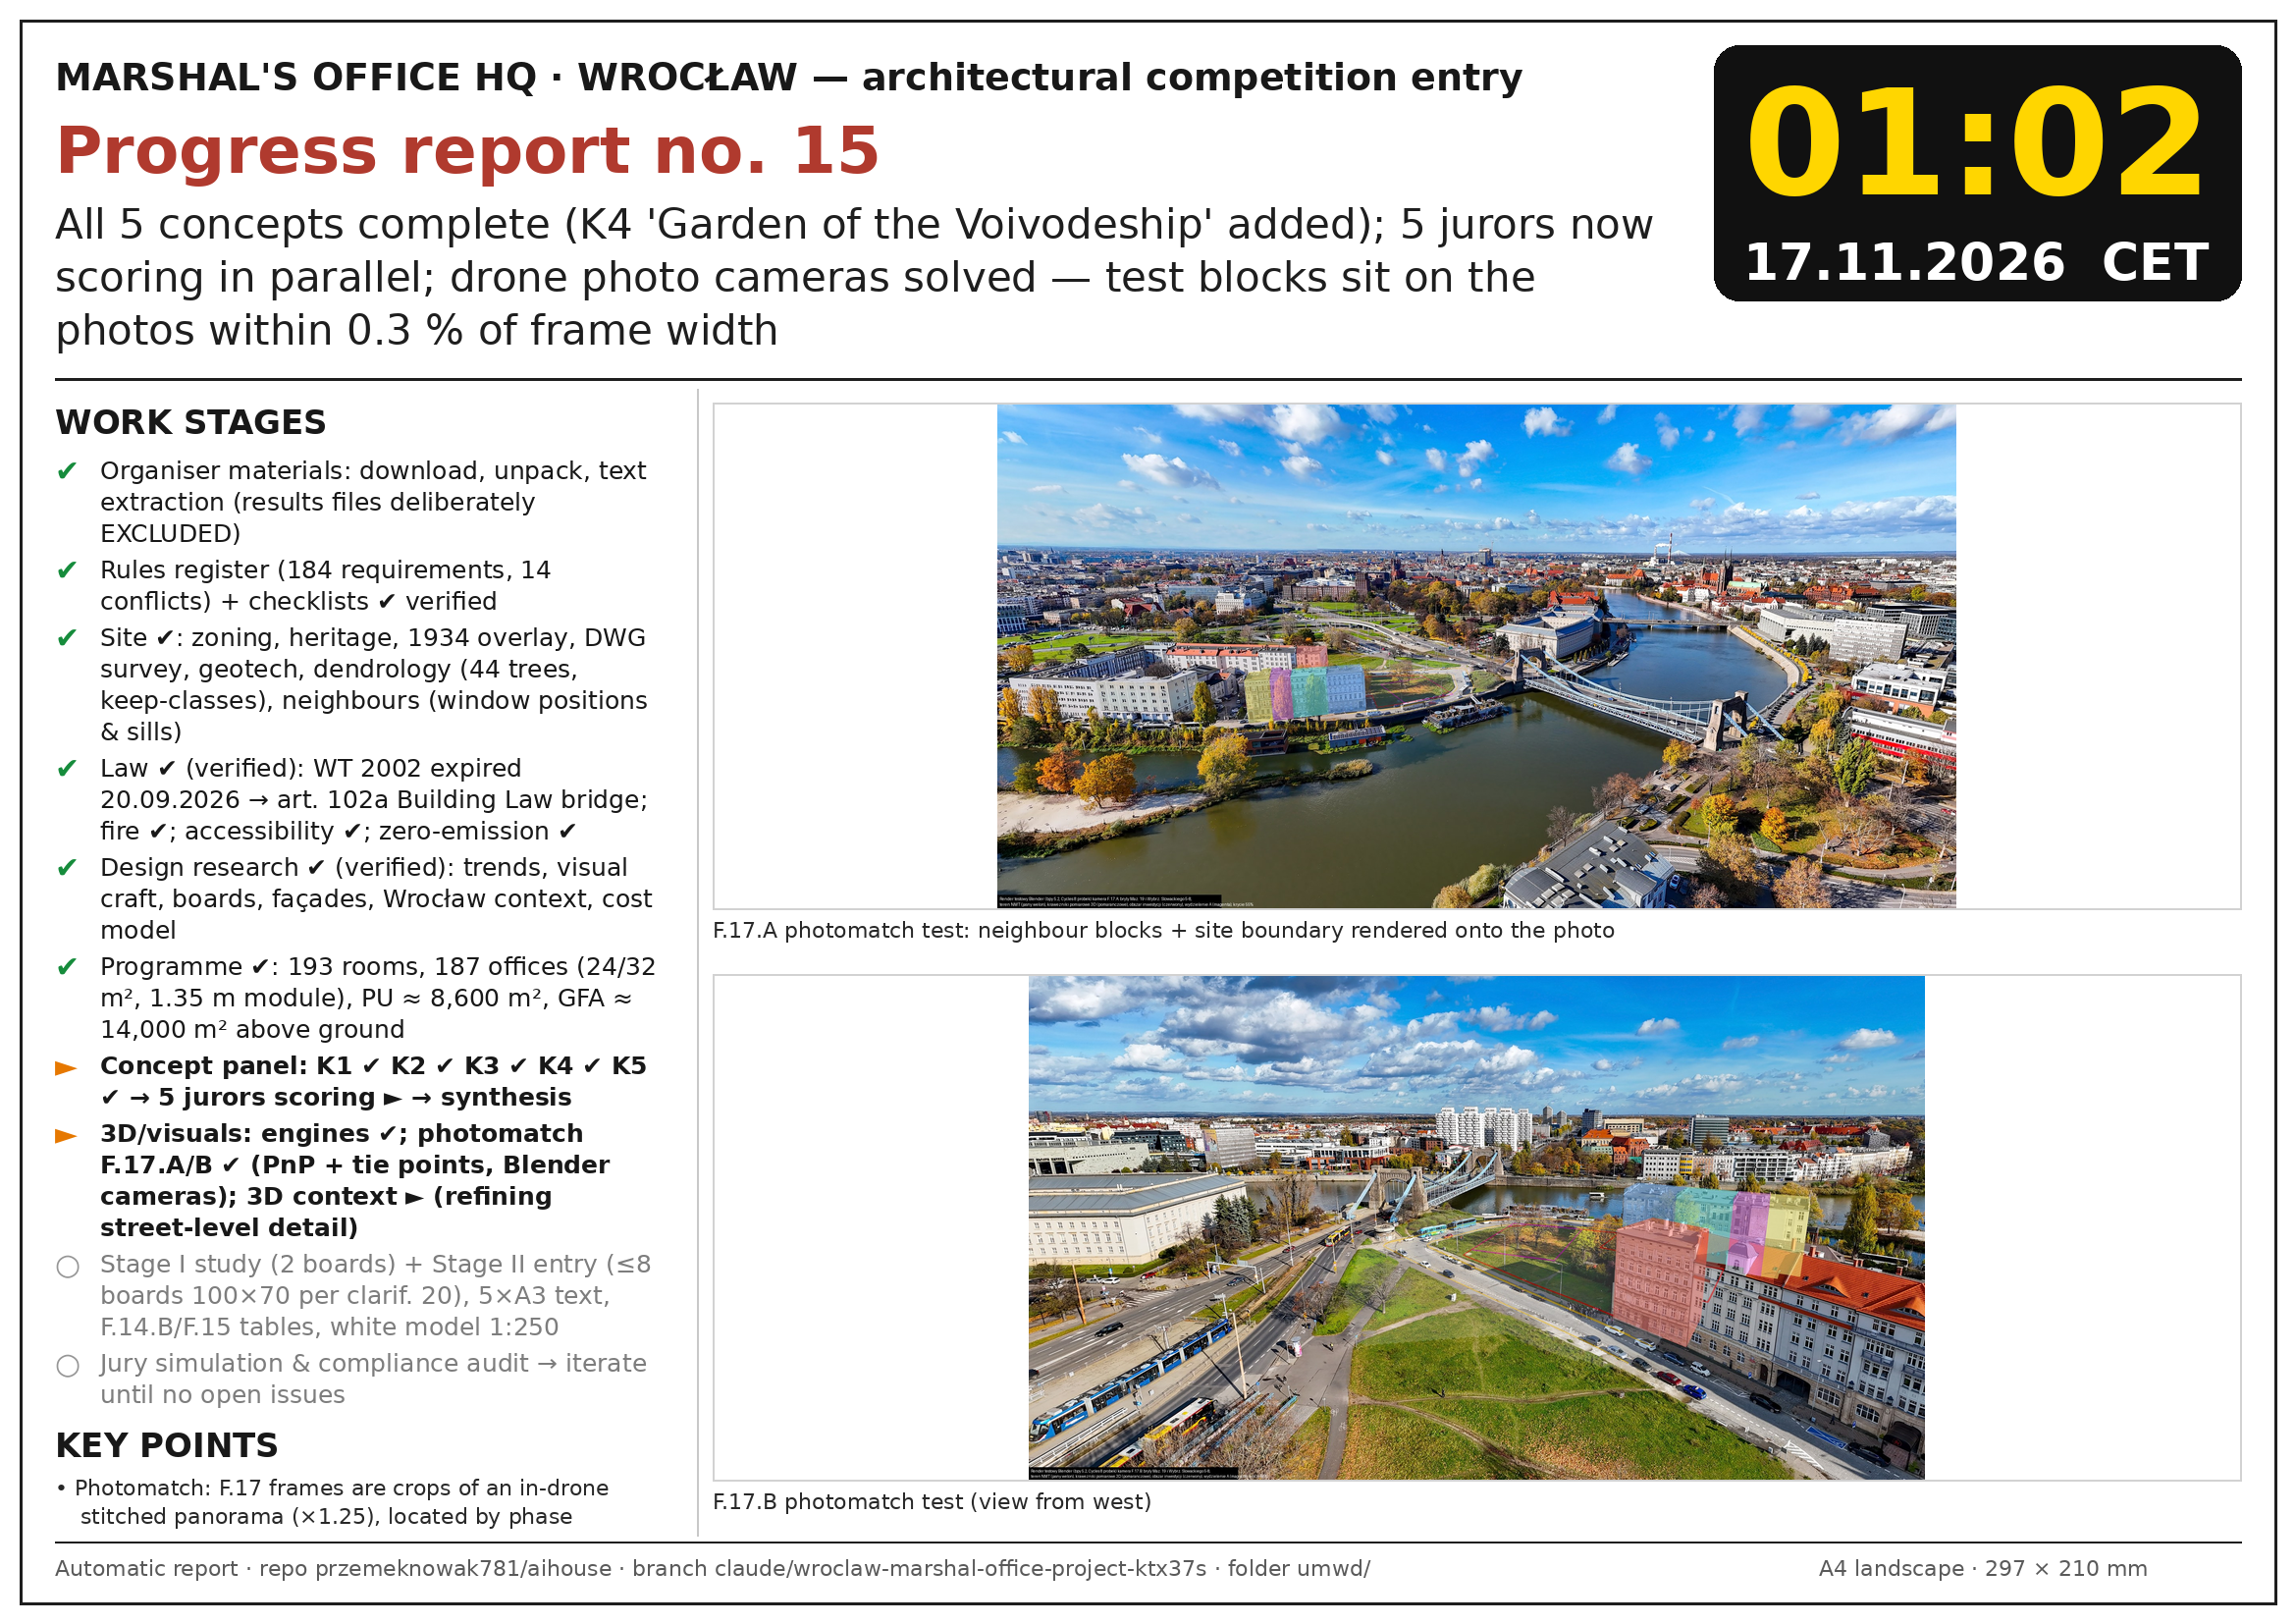 MARSHAL'S OFFICE HQ · WROCŁAW — architectural competition entry
Progress report no. 15
All 5 concepts complete (K4 'Garden of the Voivodeship' added); 5 jurors now
scoring in parallel; drone photo cameras solved — test blocks sit on the
photos within 0.3 % of frame width
01:02
17.11.2026 CET
WORK STAGES
✔ Organiser materials: download, unpack, text
extraction (results files deliberately
EXCLUDED)
✔ Rules register (184 requirements, 14
conflicts) + checklists ✔ verified
✔ Site ✔: zoning, heritage, 1934 overlay, DWG
survey, geotech, dendrology (44 trees,
keep-classes), neighbours (window positions
& sills)
✔ Law ✔ (verified): WT 2002 expired
20.09.2026 → art. 102a Building Law bridge;
fire ✔; accessibility ✔; zero-emission ✔
✔ Design research ✔ (verified): trends, visual
craft, boards, façades, Wrocław context, cost
model
✔ Programme ✔: 193 rooms, 187 offices (24/32
m², 1.35 m module), PU ≈ 8,600 m², GFA ≈
14,000 m² above ground
► Concept panel: K1 ✔ K2 ✔ K3 ✔ K4 ✔ K5
✔ → 5 jurors scoring ► → synthesis
► 3D/visuals: engines ✔; photomatch
F.17.A/B ✔ (PnP + tie points, Blender
cameras); 3D context ► (refining
street-level detail)
○ Stage I study (2 boards) + Stage II entry (≤8
boards 100×70 per clarif. 20), 5×A3 text,
F.14.B/F.15 tables, white model 1:250
○ Jury simulation & compliance audit → iterate
until no open issues
KEY POINTS
• Photomatch: F.17 frames are crops of an in-drone
stitched panorama (×1.25), located by phase
F.17.A photomatch test: neighbour blocks + site boundary rendered onto the photo
F.17.B photomatch test (view from west)
Automatic report · repo przemeknowak781/aihouse · branch claude/wroclaw-marshal-office-project-ktx37s · folder umwd/
A4 landscape · 297 × 210 mm